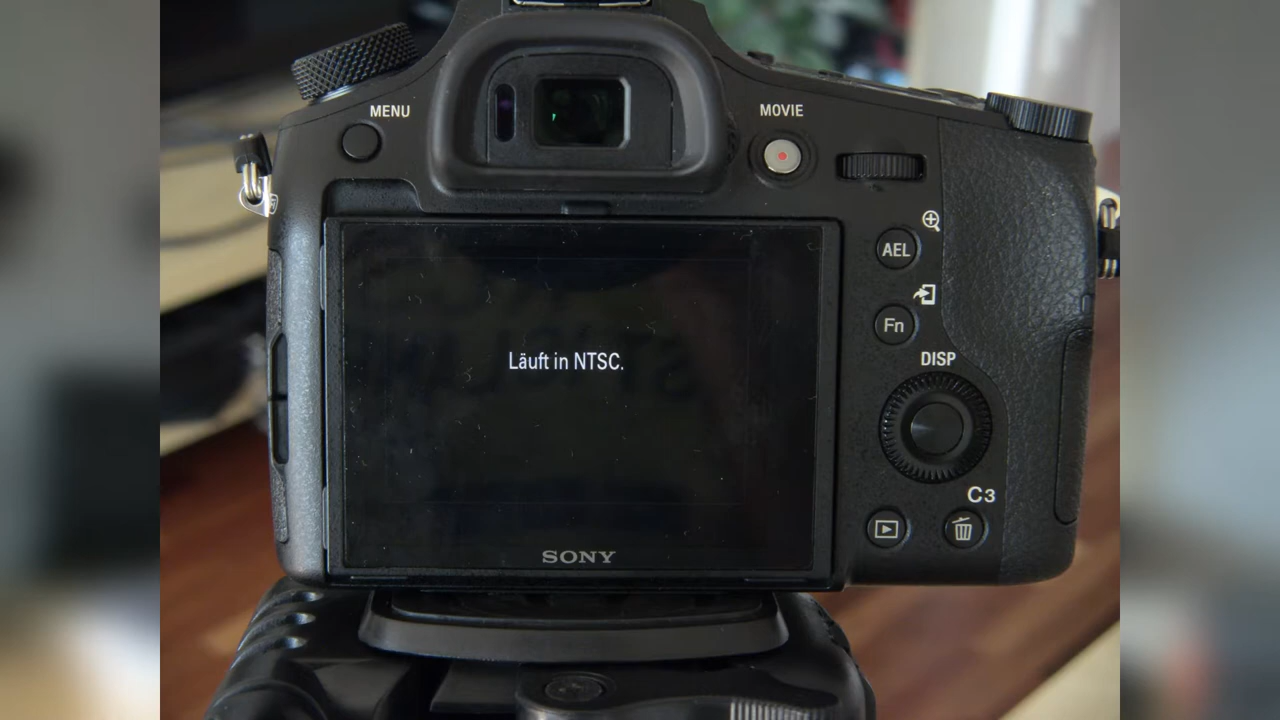 MENU
MOVIE
AEL
Fn
DISP
Läuft in NTSC.
C3
SONY